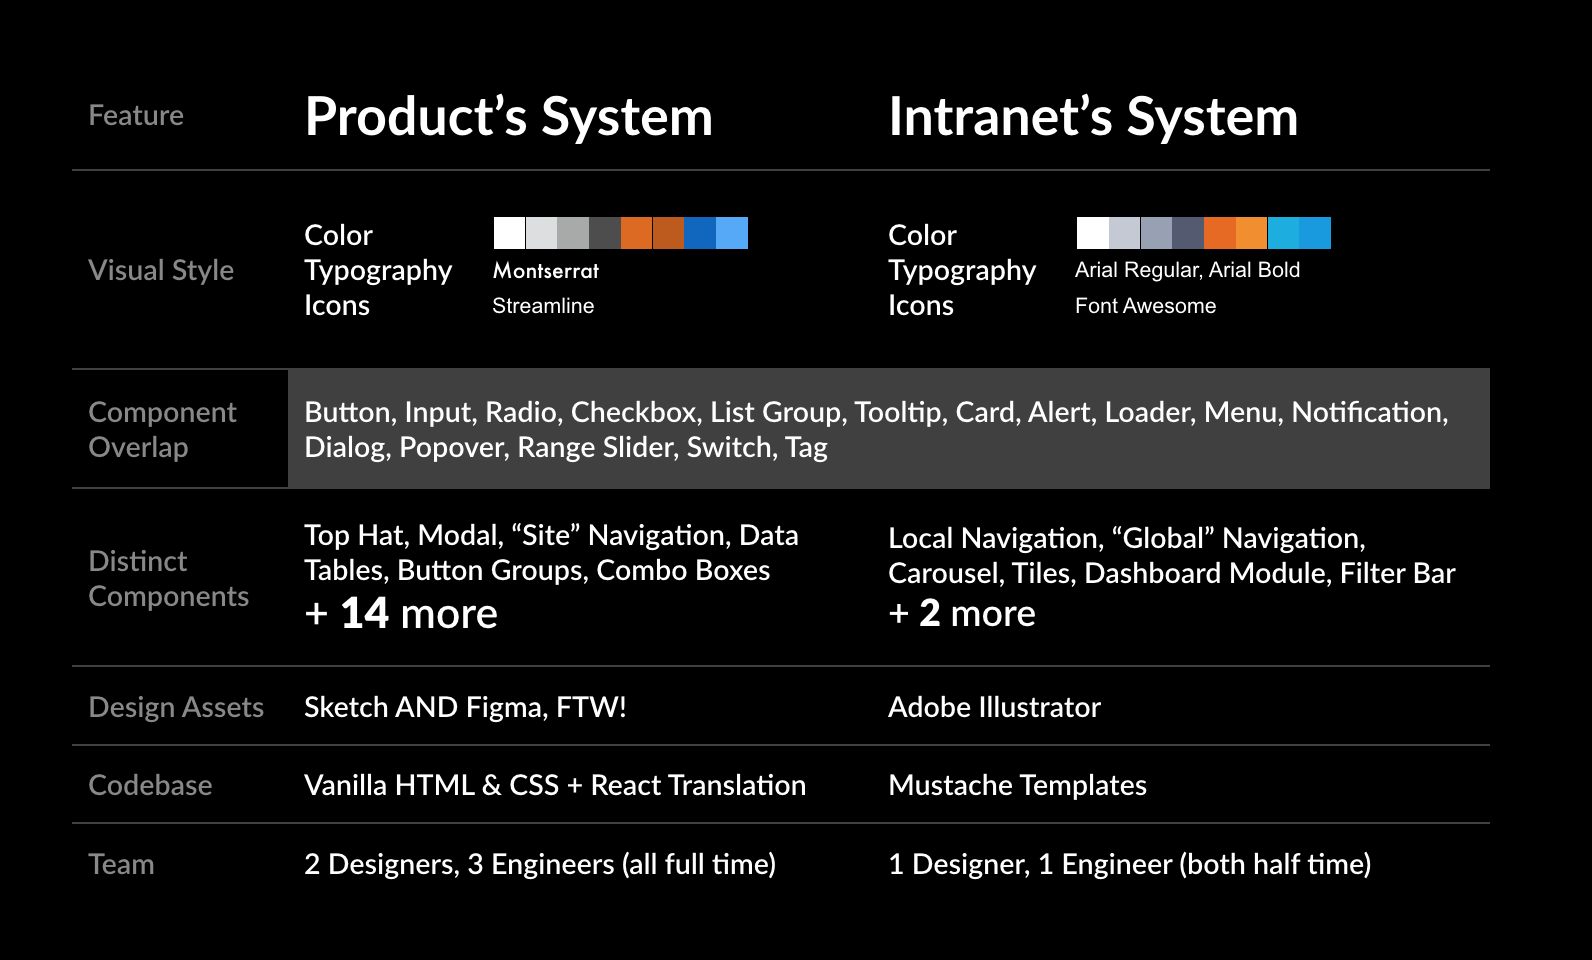 Feature
Product’s System
Intranet’s System
Visual Style
Color
Typography
Icons
Montserrat
Streamline
Color
Typography
Icons
Arial Regular, Arial Bold
Font Awesome
Component
Overlap
Button, Input, Radio, Checkbox, List Group, Tooltip, Card, Alert, Loader, Menu, Notification,
Dialog, Popover, Range Slider, Switch, Tag
Distinct
Components
Top Hat, Modal, “Site” Navigation, Data
Tables, Button Groups, Combo Boxes
+ 14 more
Local Navigation, “Global” Navigation,
Carousel, Tiles, Dashboard Module, Filter Bar
+ 2 more
Design Assets
Sketch AND Figma, FTW!
Adobe Illustrator
Codebase
Vanilla HTML & CSS + React Translation
Mustache Templates
Team
2 Designers, 3 Engineers (all full time)
1 Designer, 1 Engineer (both half time)